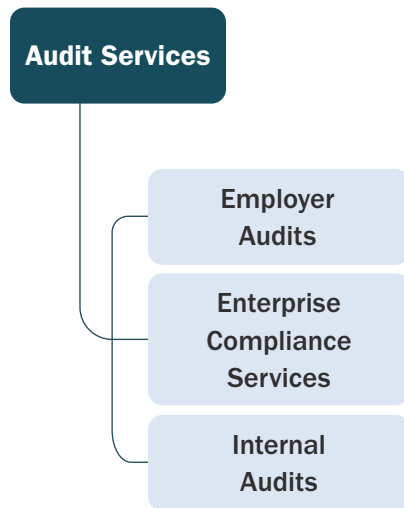 Audit Services
Employer
Audits
Enterprise
Compliance
Services
Internal
Audits